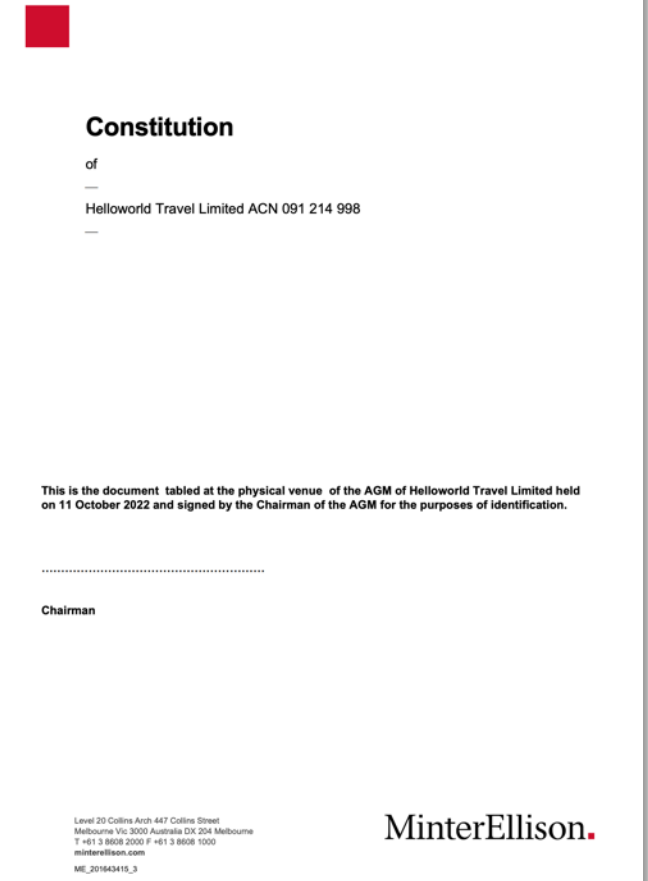 Constitution
of
—
Helloworld Travel Limited ACN 091 214 998
—
This is the document tabled at the physical venue of the AGM of Helloworld Travel Limited held
on 11 October 2022 and signed by the Chairman of the AGM for the purposes of identification.
.........................................................
Chairman
Level 20 Collins Arch 447 Collins Street
Melbourne Vic 3000 Australia DX 204 Melbourne
T +61 3 8608 2000 F +61 3 8608 1000
minterellison.com
ME_201643415_3
MinterEllison.